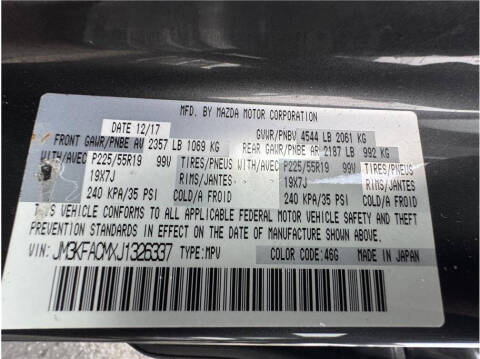 MFD. BY MAZDA MOTOR CORPORATION
DATE 12/17 GVWR/PNBV 4544 LB 2061 KG
FRONT GAWR/PNBE AV 2357 LB 1069 KG REAR GAWR/PNBE AR 2187 LB 992 KG
WITH/AVEC P225/55R19 99V TIRES/PNEUS WITH/AVEC P225/55R19 99V TIRES/PNEUS
19X7J RIMS/JANTES 19X7J RIMS/JANTES
240 KPA/35 PSI COLD/A FROID 240 KPA/35 PSI COLD/A FROID
THIS VEHICLE CONFORMS TO ALL APPLICABLE FEDERAL MOTOR VEHICLE SAFETY AND THEFT
PREVENTION STANDARDS IN EFFECT ON THE DATE OF MANUFACTURE SHOWN ABOVE.
VIN: JM3KFACMXJ1326337 TYPE:MPV COLOR CODE:46G MADE IN JAPAN